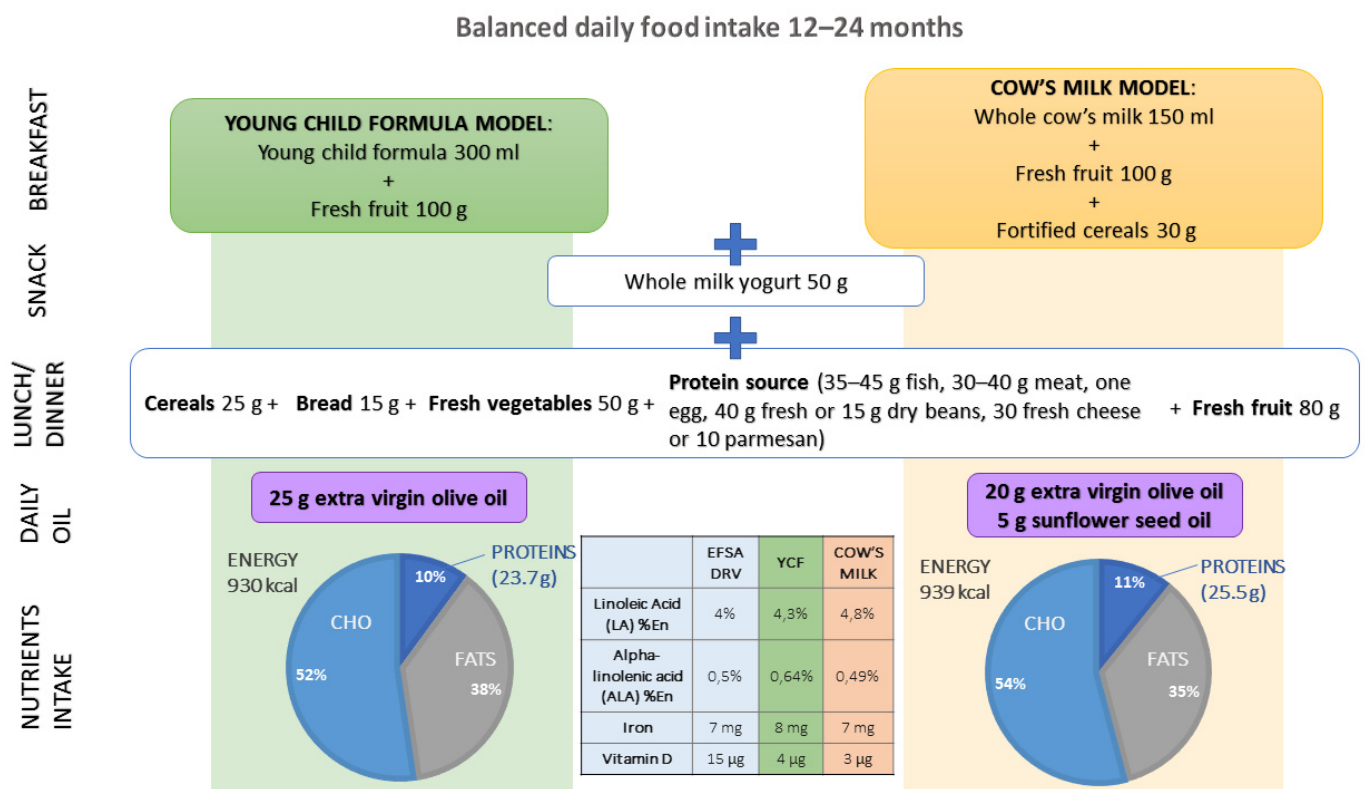 Balanced daily food intake 12–24 months
BREAKFAST
YOUNG CHILD FORMULA MODEL:
Young child formula 300 ml
+
Fresh fruit 100 g
COW'S MILK MODEL:
Whole cow's milk 150 ml
+
Fresh fruit 100 g
+
Fortified cereals 30 g
SNACK
Whole milk yogurt 50 g
LUNCH/
DINNER
Cereals 25 g + Bread 15 g + Fresh vegetables 50 g +
Protein source (35–45 g fish, 30–40 g meat, one
egg, 40 g fresh or 15 g dry beans, 30 fresh cheese
or 10 parmesan)
+ Fresh fruit 80 g
DAILY
OIL
25 g extra virgin olive oil
20 g extra virgin olive oil
5 g sunflower seed oil
NUTRIENTS
INTAKE
ENERGY
930 kcal
PROTEINS
(23.7g)
10%
CHO
52%
FATS
38%
EFSA
DRV
YCF
COW'S
MILK
Linoleic Acid
(LA) %En
4%
4,3%
4,8%
Alpha-
linolenic acid
(ALA) %En
0,5%
0,64%
0,49%
Iron
7 mg
8 mg
7 mg
Vitamin D
15 µg
4 µg
3 µg
ENERGY
939 kcal
PROTEINS
(25.5g)
11%
CHO
54%
FATS
35%